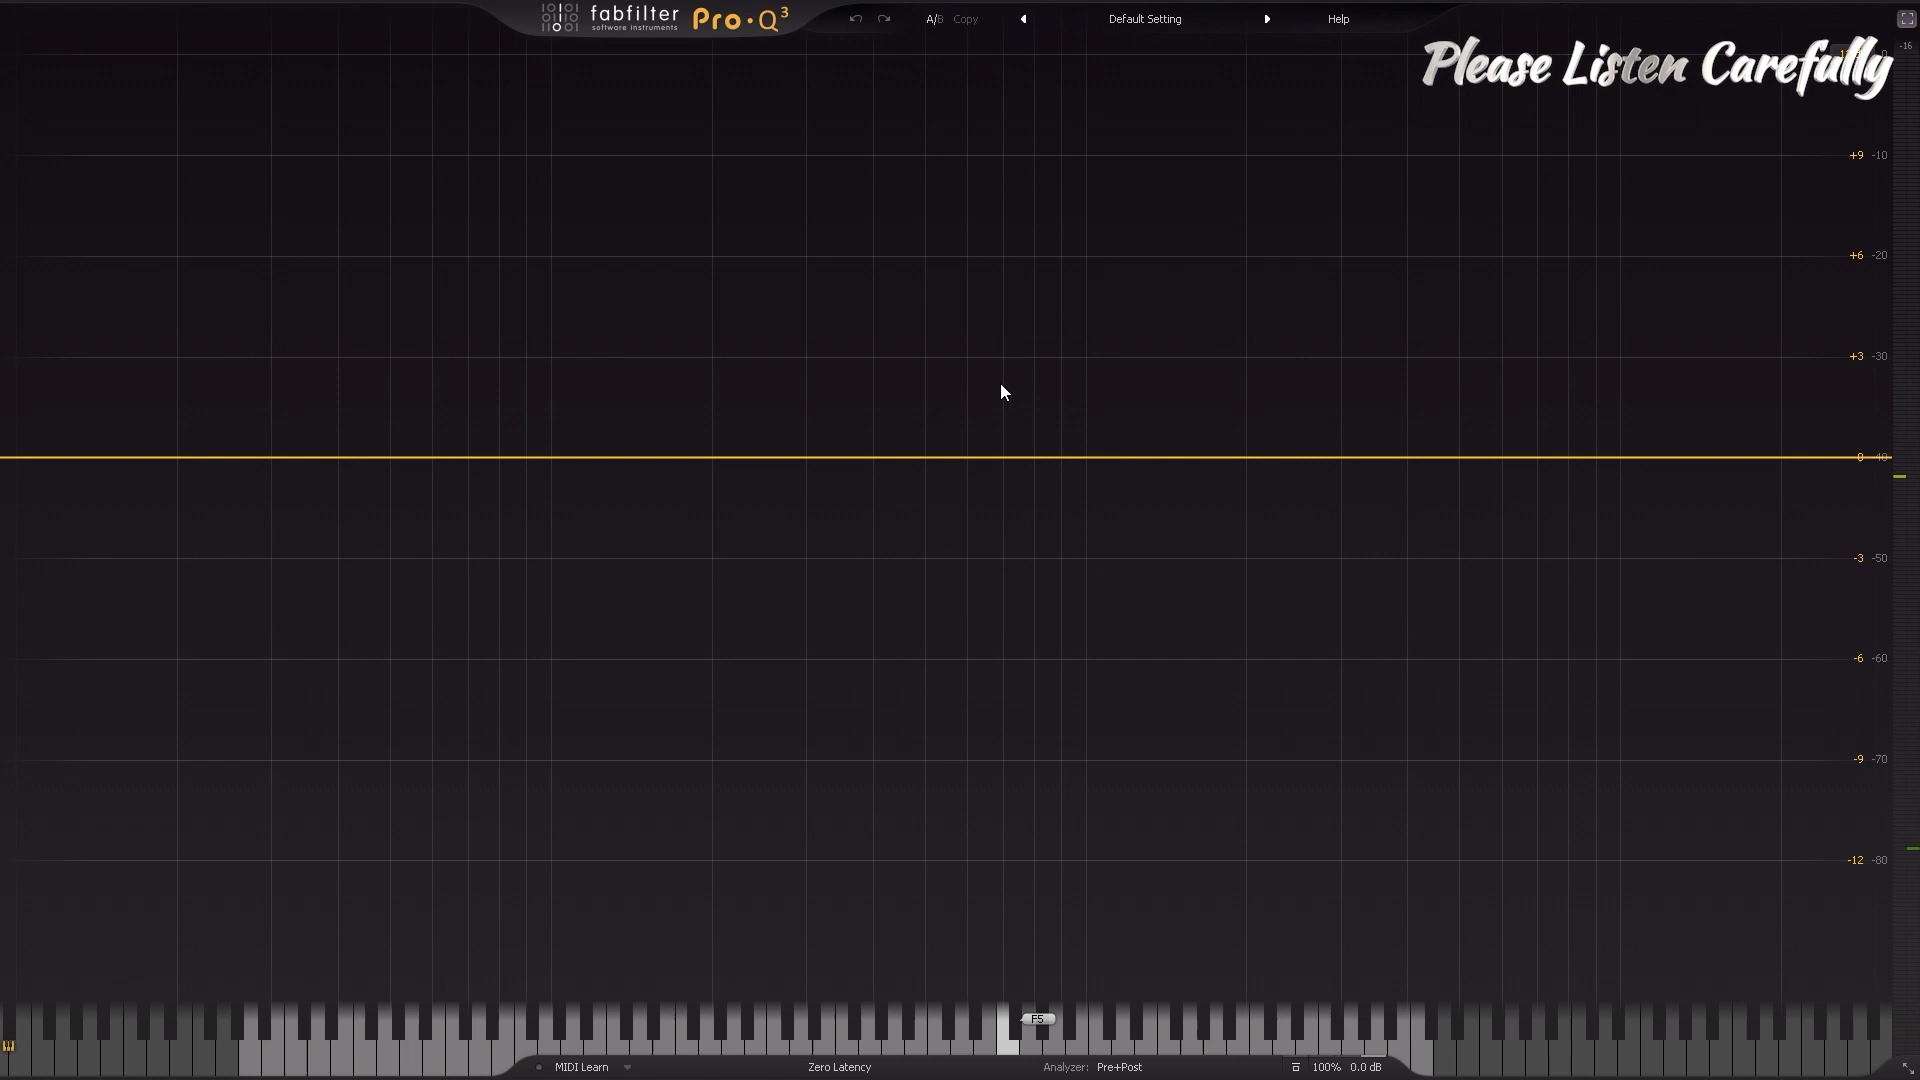 fabfilter
software instruments
Pro·Q³
A/B Copy
Default Setting
Help
-16
Please Listen Carefully
0
+9 -10
+6 -20
+3 -30
0 -40
-3 -50
-6 -60
-9 -70
-12 -80
F5
MIDI Learn
Zero Latency
Analyzer: Pre+Post
100% 0.0 dB